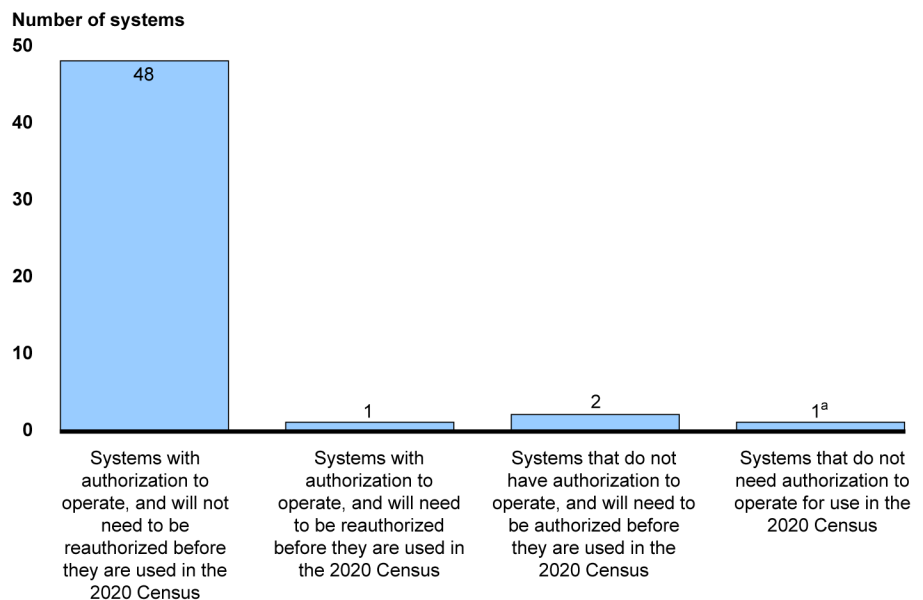 Number of systems
50
40
30
20
10
0
48
1
2
1a
Systems with
authorization to
operate, and will not
need to be
reauthorized before
they are used in the
2020 Census
Systems with
authorization to
operate, and will need
to be reauthorized
before they are used in
the 2020 Census
Systems that do not
have authorization to
operate, and will need to
be authorized before
they are used in the
2020 Census
Systems that do not
need authorization to
operate for use in the
2020 Census